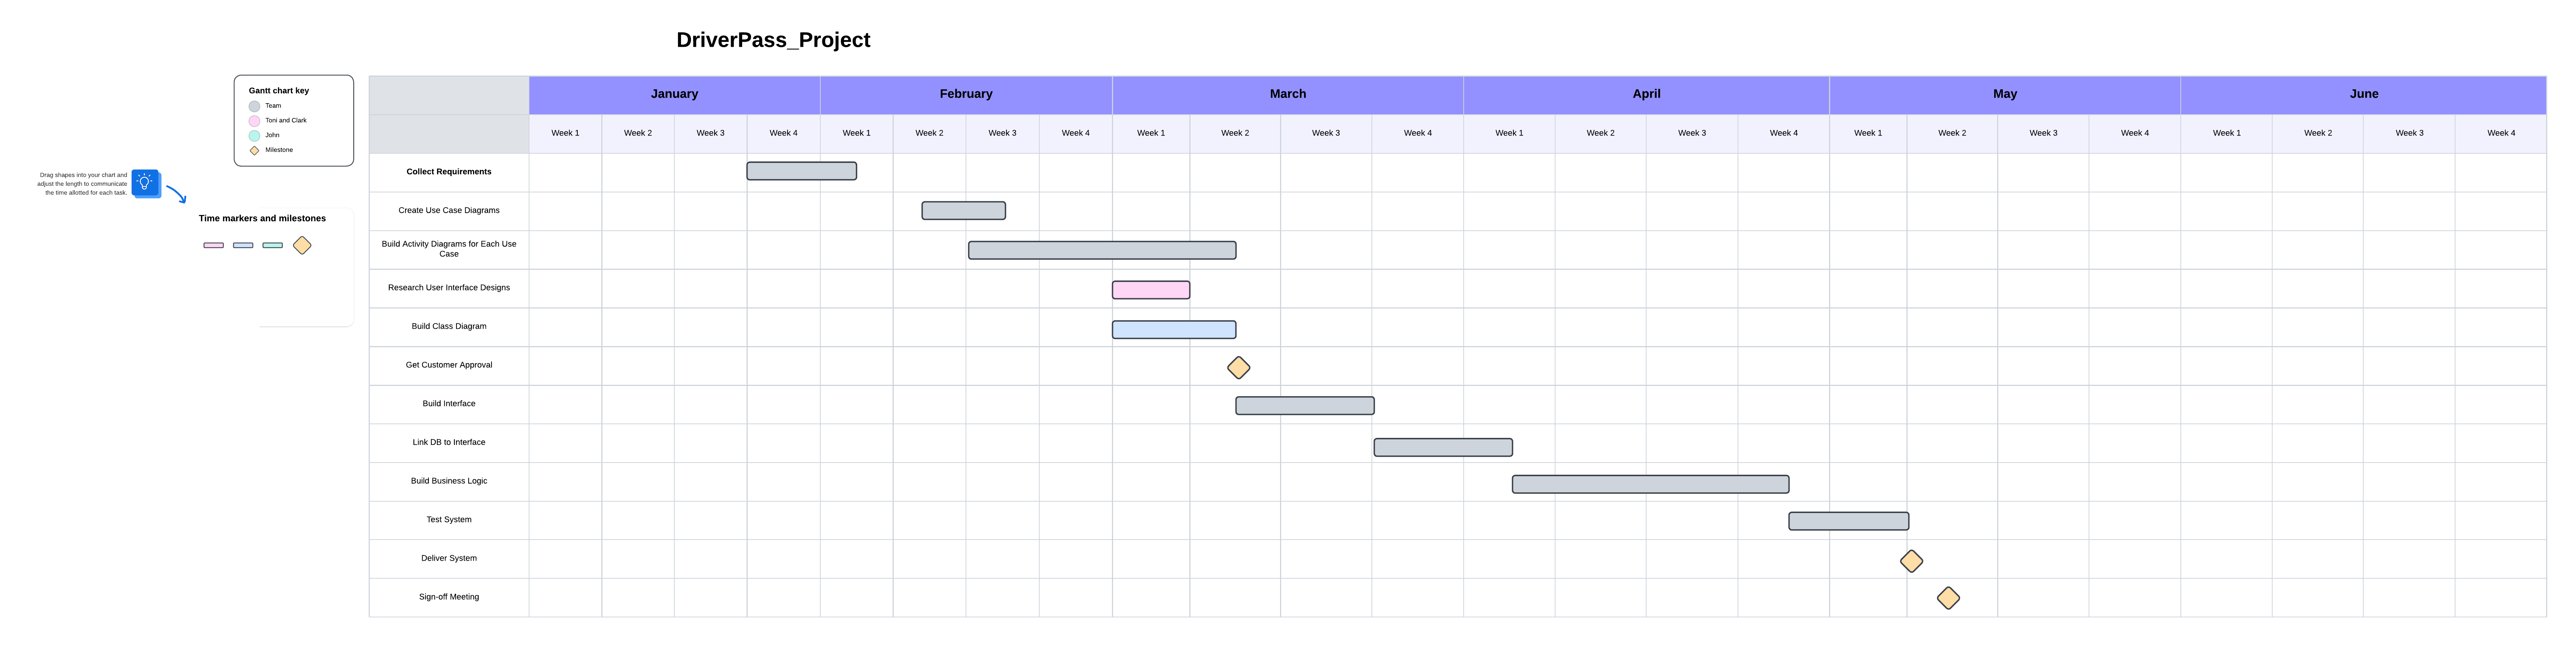 DriverPass_Project
Gantt chart key
Team
Toni and Clark
John
Milestone
Drag shapes into your chart and
adjust the length to communicate
the time allotted for each task.
Time markers and milestones
January February March April May June
Week 1 Week 2 Week 3 Week 4 Week 1 Week 2 Week 3 Week 4 Week 1 Week 2 Week 3 Week 4 Week 1 Week 2 Week 3 Week 4 Week 1 Week 2 Week 3 Week 4 Week 1 Week 2 Week 3 Week 4
Collect Requirements
Create Use Case Diagrams
Build Activity Diagrams for Each Use
Case
Research User Interface Designs
Build Class Diagram
Get Customer Approval
Build Interface
Link DB to Interface
Build Business Logic
Test System
Deliver System
Sign-off Meeting